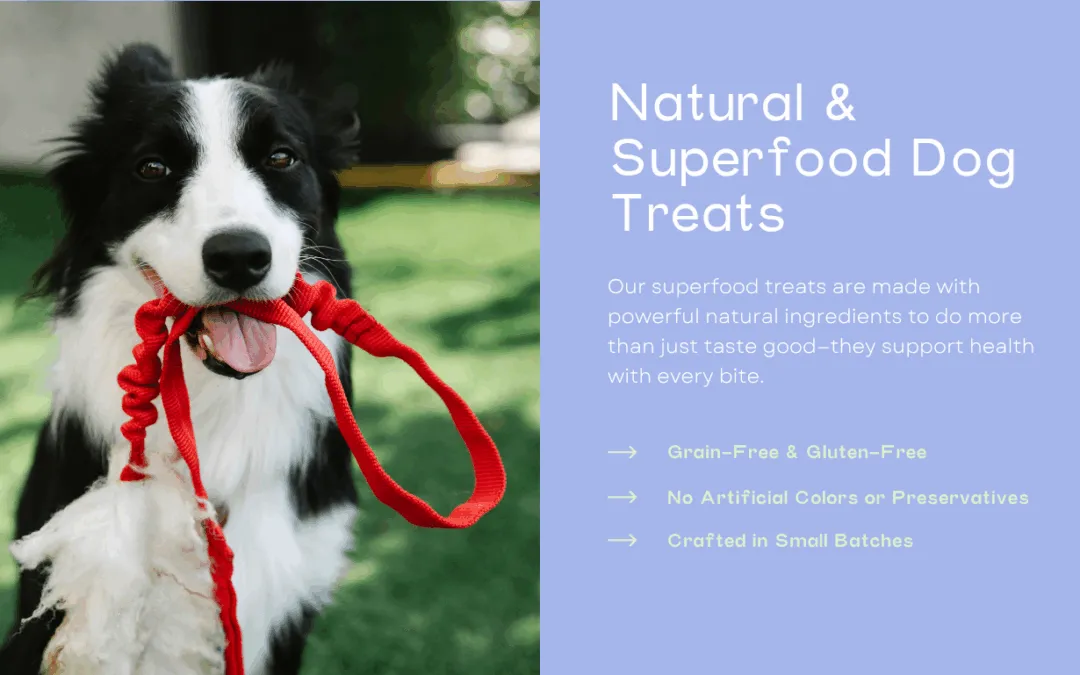 Natural &
Superfood Dog
Treats
Our superfood treats are made with
powerful natural ingredients to do more
than just taste good–they support health
with every bite.
Grain-Free & Gluten-Free
No Artificial Colors or Preservatives
Crafted in Small Batches